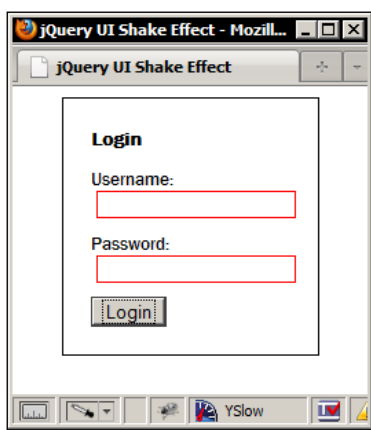 jQuery UI Shake Effect - Mozill...
jQuery UI Shake Effect
Login
Username:
Password:
Login
YSlow